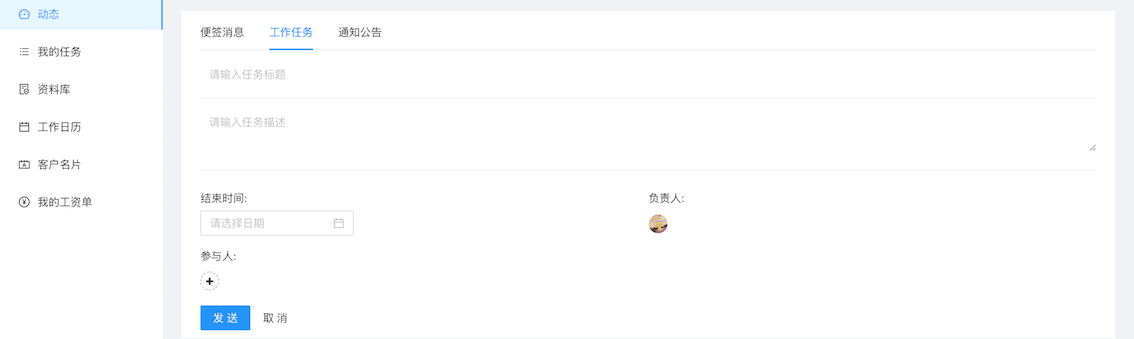 动态
我的任务
资料库
工作日历
客户名片
我的工资单
便签消息 工作任务 通知公告
请输入任务标题
请输入任务描述
结束时间: 负责人:
请选择日期
参与人:
发 送 取 消